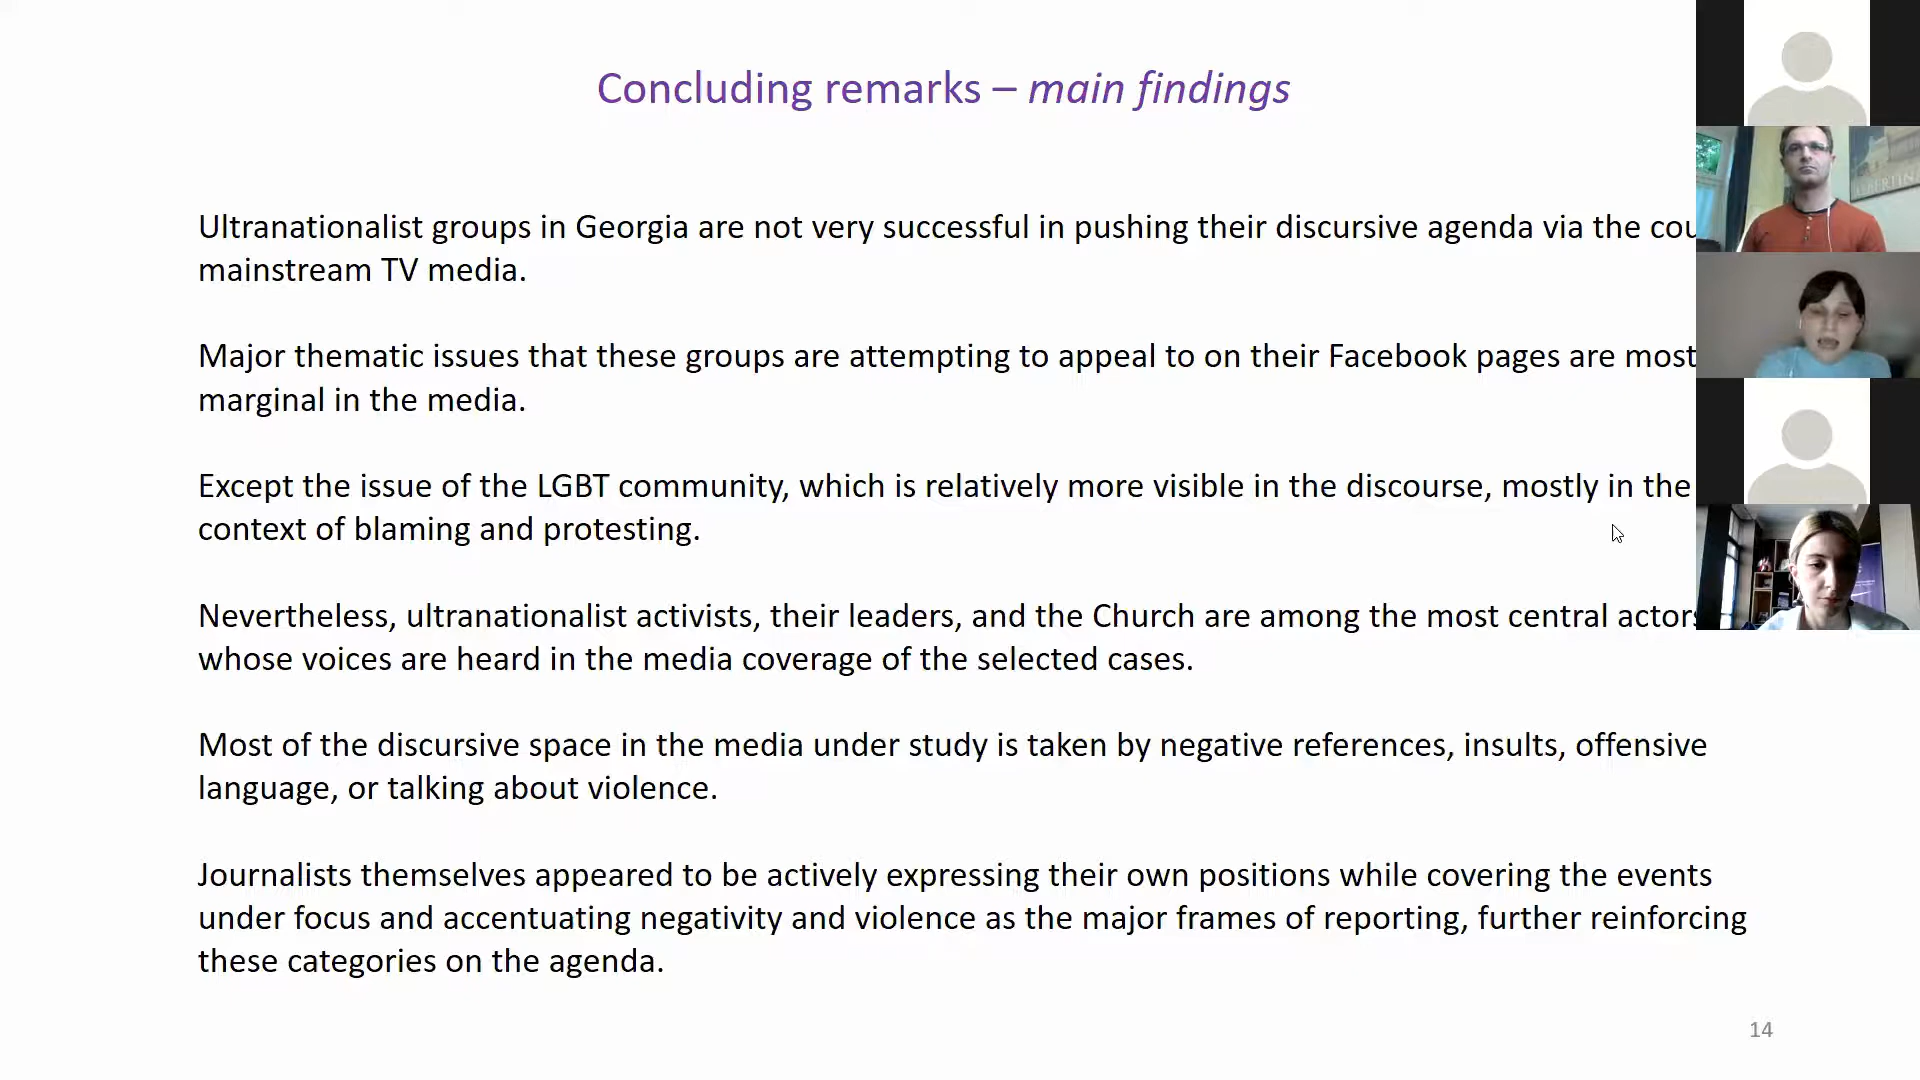 Concluding remarks – main findings
Ultranationalist groups in Georgia are not very successful in pushing their discursive agenda via the
mainstream TV media.
Major thematic issues that these groups are attempting to appeal to on their Facebook pages are most
marginal in the media.
Except the issue of the LGBT community, which is relatively more visible in the discourse, mostly in the
context of blaming and protesting.
Nevertheless, ultranationalist activists, their leaders, and the Church are among the most central actors
whose voices are heard in the media coverage of the selected cases.
Most of the discursive space in the media under study is taken by negative references, insults, offensive
language, or talking about violence.
Journalists themselves appeared to be actively expressing their own positions while covering the events
under focus and accentuating negativity and violence as the major frames of reporting, further reinforcing
these categories on the agenda.
14